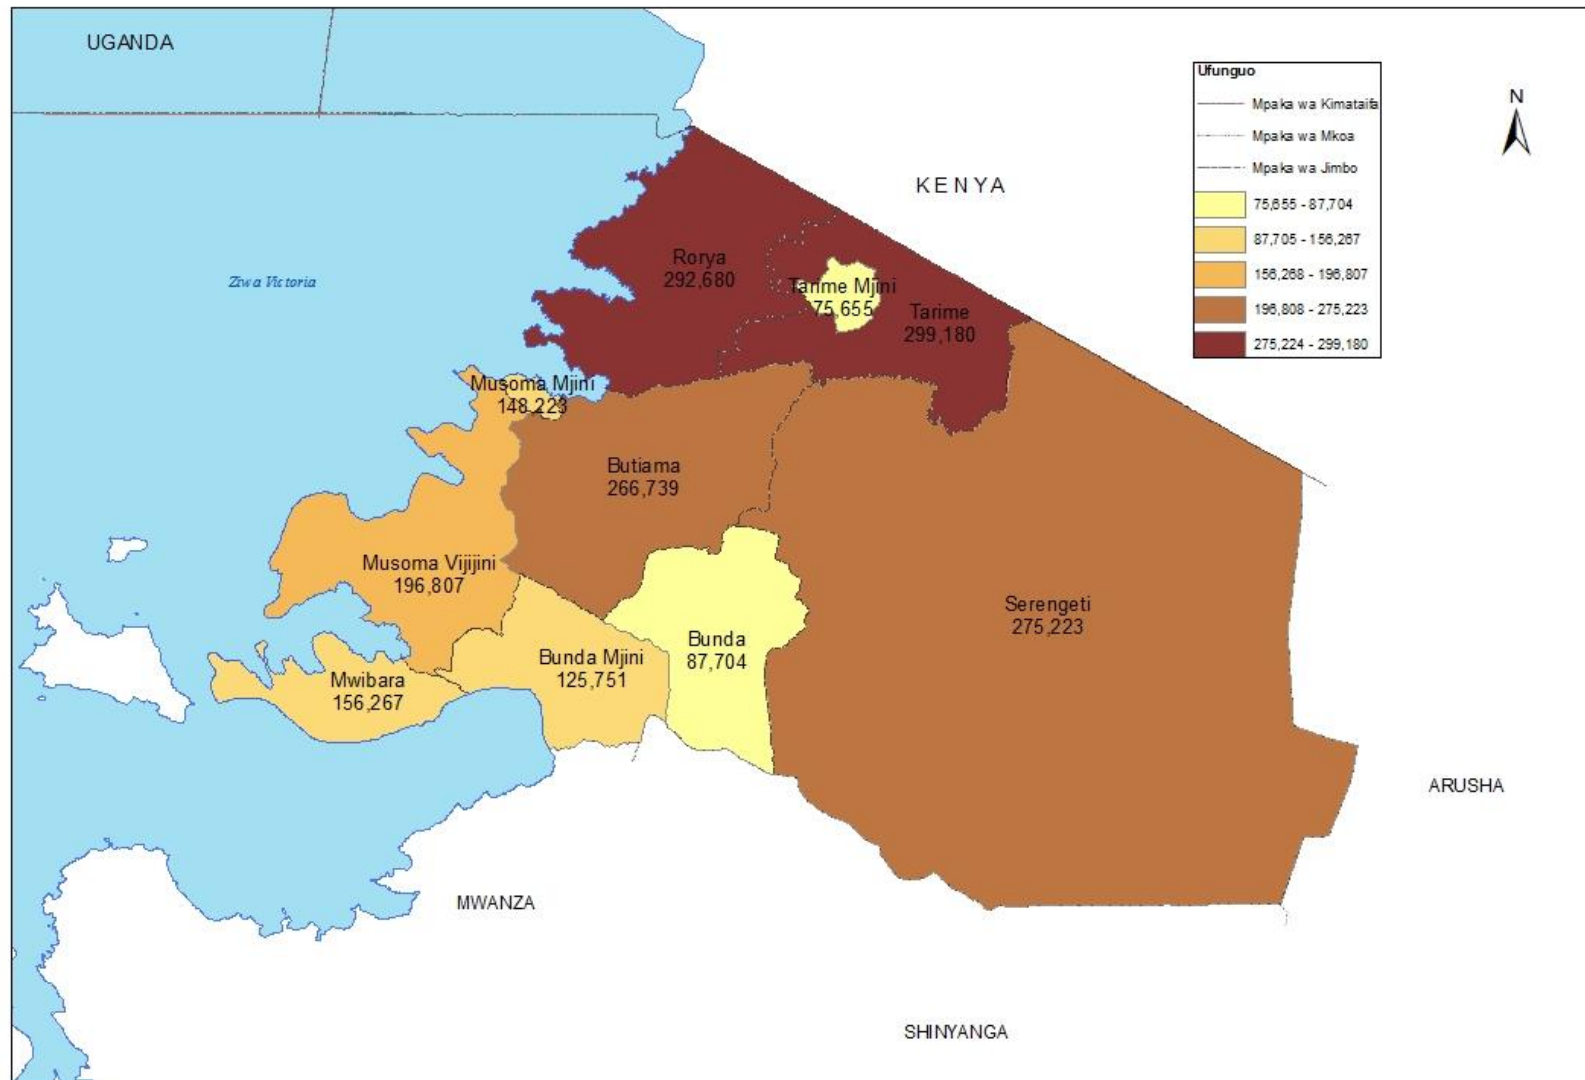 UGANDA
Ufunguo
Mpaka wa Kimataifa
Mpaka wa Mkoa
Mpaka wa Jimbo
75,655 - 87,704
87,705 - 156,267
156,268 - 196,807
196,808 - 275,223
275,224 - 299,180
N
KENYA
Ziwa Victoria
Rorya
292,680
Tarime Mjini
75,655
Tarime
299,180
Musoma Mjini
148,223
Butiama
266,739
Musoma Vijijini
196,807
Serengeti
275,223
Bunda
87,704
Bunda Mjini
125,751
Mwibara
156,267
ARUSHA
MWANZA
SHINYANGA